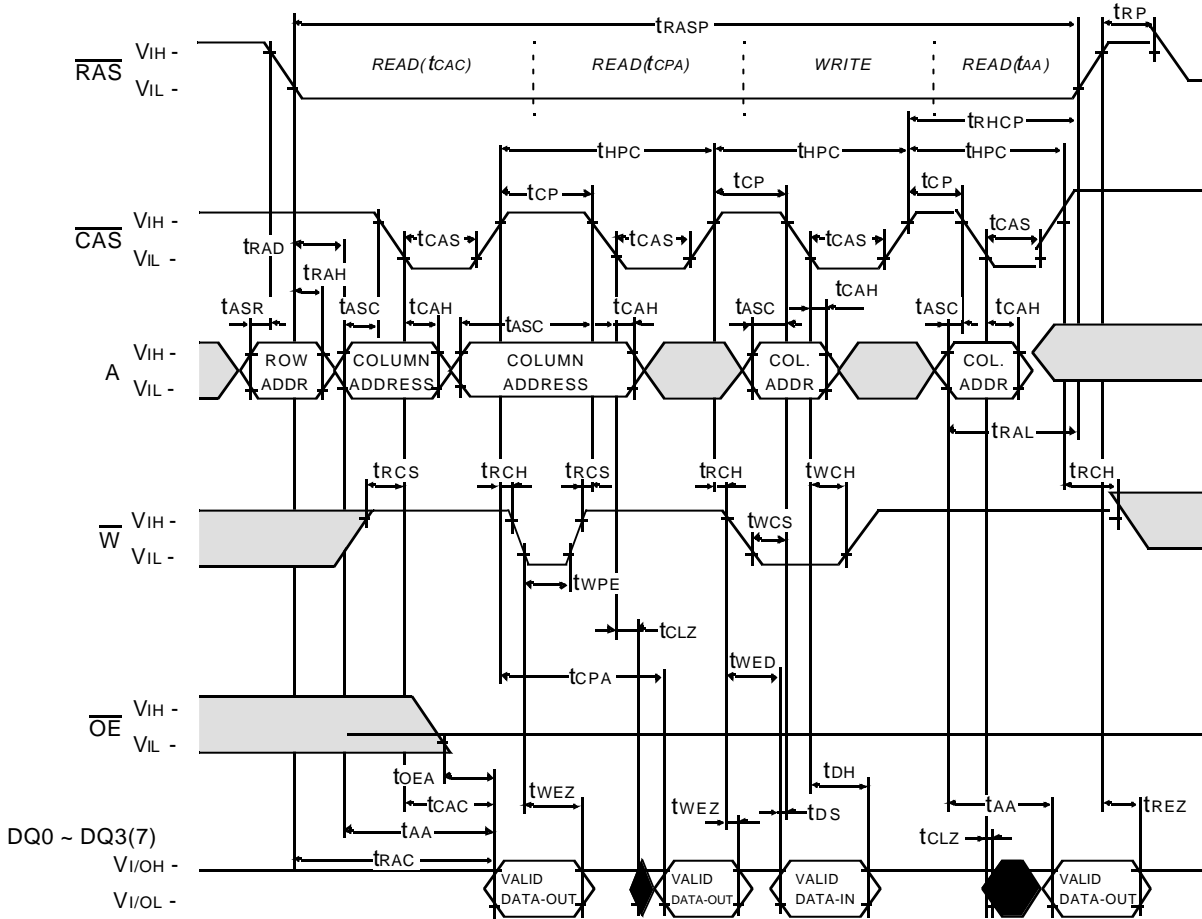 tRASP
tRP
RAS
VIH -
VIL -
READ(tCAC)
READ(tCPA)
WRITE
READ(tAA)
tRHCP
tHPC
tHPC
tHPC
tCP
tCP
tCP
CAS
VIH -
VIL -
tCAS
tCAS
tCAS
tCAS
tRAD
tRAH
tASR
tASC
tCAH
tASC
tCAH
tASC
tCAH
tASC
tCAH
A
VIH -
VIL -
ROW
ADDR
COLUMN
ADDRESS
COLUMN
ADDRESS
COL.
ADDR
COL.
ADDR
tRAL
tRCS
tRCH
tRCS
tRCH
tWCH
tRCH
W
VIH -
VIL -
tWCS
tWPE
tCLZ
tWED
tCPA
OE
VIH -
VIL -
tOEA
tCAC
tWEZ
tDH
tWEZ
tDS
tAA
tREZ
tAA
tCLZ
tRAC
DQ0 ~ DQ3(7)
VI/OH -
VI/OL -
VALID
DATA-OUT
VALID
DATA-OUT
VALID
DATA-IN
VALID
DATA-OUT